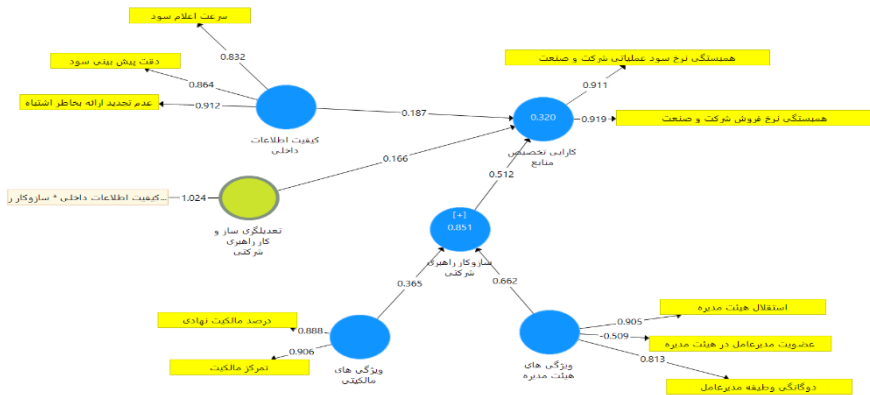 سرعت اعلام سود
0.832
دقت پیش بینی سود
0.864
عدم تجدید ارائه بخاطر اشتباه
0.912
کیفیت اطلاعات
داخلی
0.187
همبستگی نرخ سود عملیاتی شرکت و صنعت
0.911
0.320
0.919
همبستگی نرخ فروش شرکت و صنعت
کارایی تخصیص
منابع
0.166
0.512
کیفیت اطلاعات داخلی * سازوکار ر...
1.024
تعدیلگری ساز و
کار راهبری
شرکتی
[+]
0.851
سازوکار راهبری
شرکتی
0.365
0.662
درصد مالکیت نهادی
0.888
0.906
تمرکز مالکیت
ویژگی های
مالکیتی
استقلال هیئت مدیره
0.905
-0.509
عضویت مدیرعامل در هیئت مدیره
0.813
دوگانگی وظیفه مدیرعامل
ویژگی های
هیئت مدیره